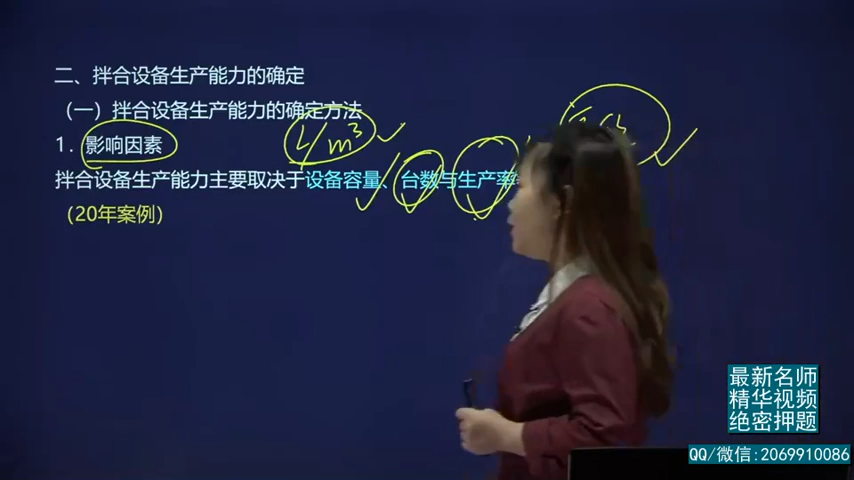 二、拌合设备生产能力的确定
（一）拌合设备生产能力的确定方法
1. 影响因素
L/m³
拌合设备生产能力主要取决于设备容量、台数与生产率
（20年案例）
最新名师
精华视频
绝密押题
QQ/微信:2069910086